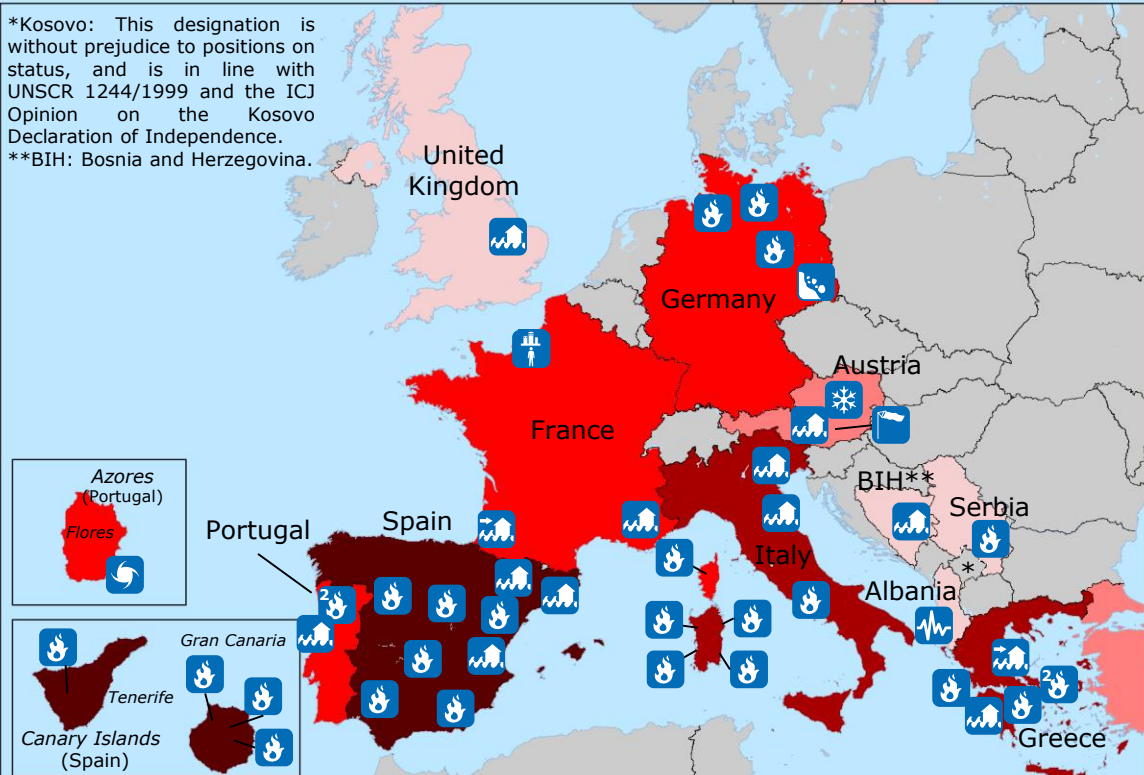 *Kosovo: This designation is
without prejudice to positions on
status, and is in line with
UNSCR 1244/1999 and the ICJ
Opinion on the Kosovo
Declaration of Independence.
**BIH: Bosnia and Herzegovina.
United
Kingdom
Germany
Austria
France
BIH**
Serbia
Azores
(Portugal)
Flores
Portugal
Spain
Italy
*
Albania
2
Gran Canaria
Tenerife
Canary Islands
(Spain)
2
Greece